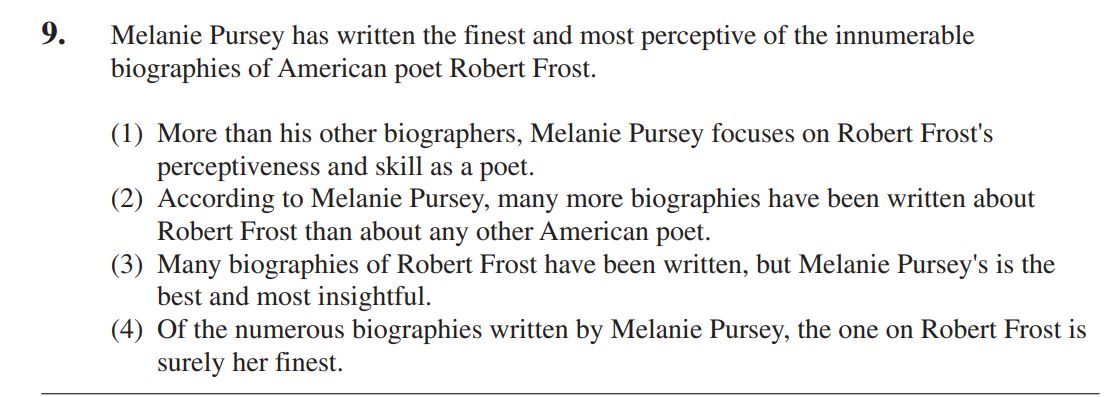 9. Melanie Pursey has written the finest and most perceptive of the innumerable
biographies of American poet Robert Frost.
(1) More than his other biographers, Melanie Pursey focuses on Robert Frost's
perceptiveness and skill as a poet.
(2) According to Melanie Pursey, many more biographies have been written about
Robert Frost than about any other American poet.
(3) Many biographies of Robert Frost have been written, but Melanie Pursey's is the
best and most insightful.
(4) Of the numerous biographies written by Melanie Pursey, the one on Robert Frost is
surely her finest.